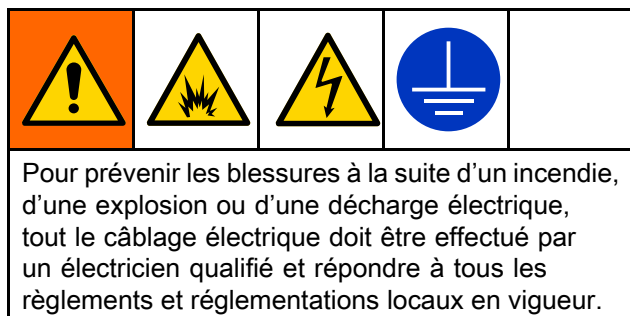 Pour prévenir les blessures à la suite d’un incendie,
d’une explosion ou d’une décharge électrique,
tout le câblage électrique doit être effectué par
un électricien qualifié et répondre à tous les
règlements et réglementations locaux en vigueur.